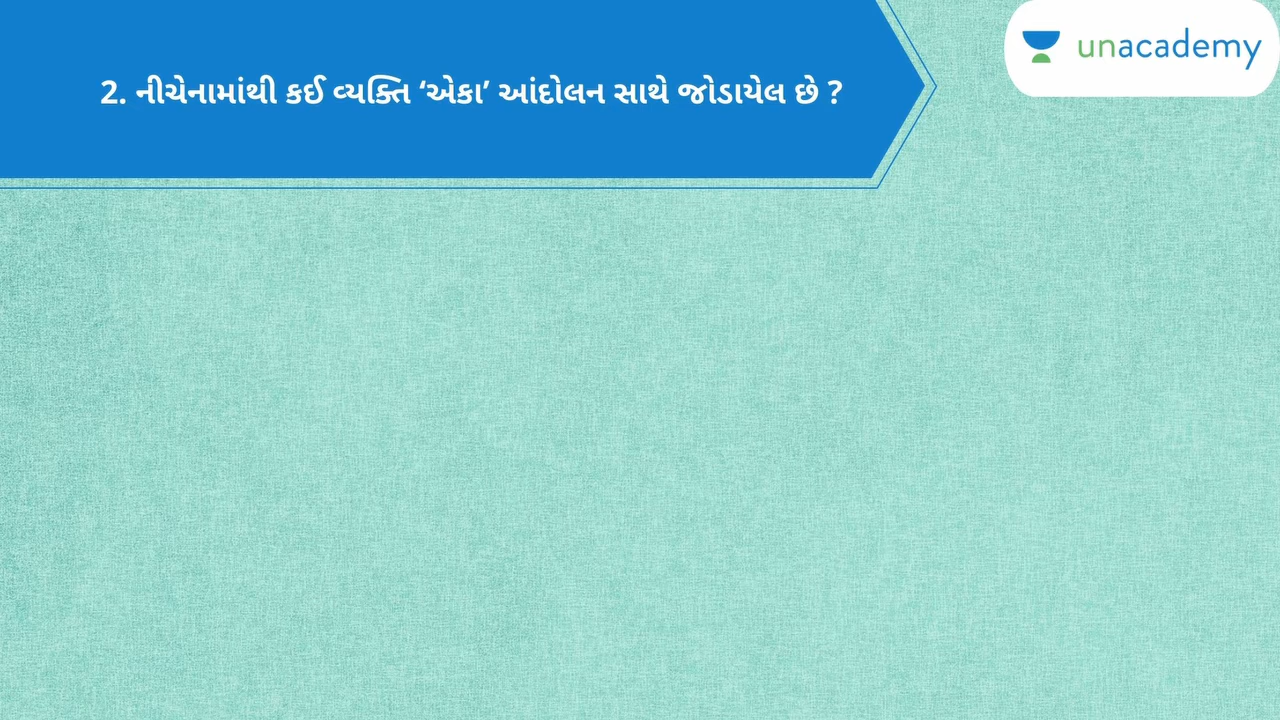 2. નીચેનામાંથી કઈ વ્યક્તિ ‘એકા’ આંદોલન સાથે જોડાયેલ છે ?
unacademy